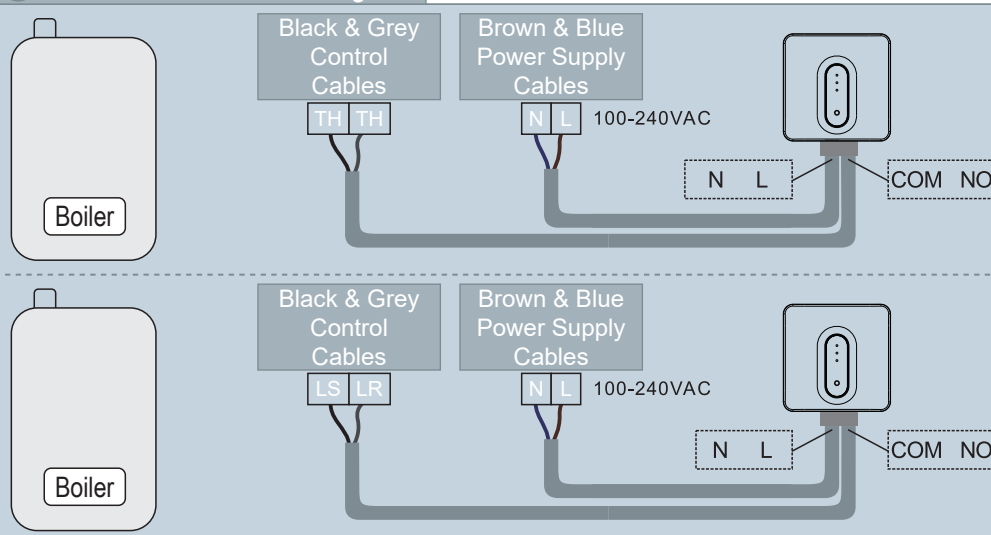 Black & Grey
Control
Cables
Brown & Blue
Power Supply
Cables
TH TH
N L 100-240VAC
N L
COM NO
Boiler
Black & Grey
Control
Cables
Brown & Blue
Power Supply
Cables
LS LR
N L 100-240VAC
N L
COM NO
Boiler